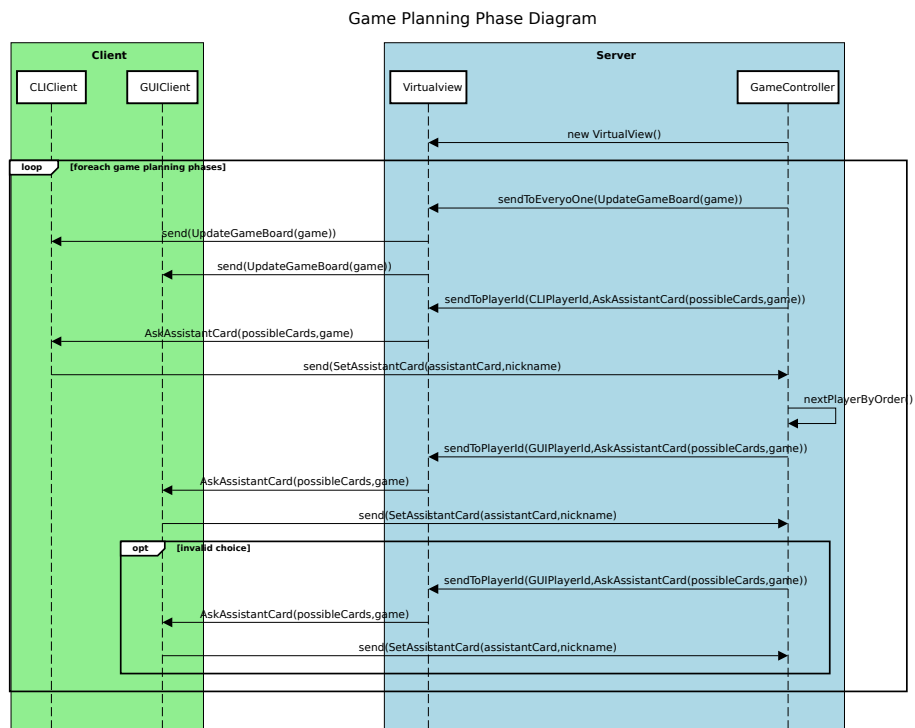 Game Planning Phase Diagram
Client
Server
CLIClient
GUIClient
Virtualview
GameController
new VirtualView()
loop
[foreach game planning phases]
sendToEveryoOne(UpdateGameBoard(game))
send(UpdateGameBoard(game))
send(UpdateGameBoard(game))
sendToPlayerId(CLIPlayerId,AskAssistantCard(possibleCards,game))
AskAssistantCard(possibleCards,game)
send(SetAssistantCard(assistantCard,nickname)
nextPlayerByOrder()
sendToPlayerId(GUIPlayerId,AskAssistantCard(possibleCards,game))
AskAssistantCard(possibleCards,game)
send(SetAssistantCard(assistantCard,nickname)
opt
[invalid choice]
sendToPlayerId(GUIPlayerId,AskAssistantCard(possibleCards,game))
AskAssistantCard(possibleCards,game)
send(SetAssistantCard(assistantCard,nickname)